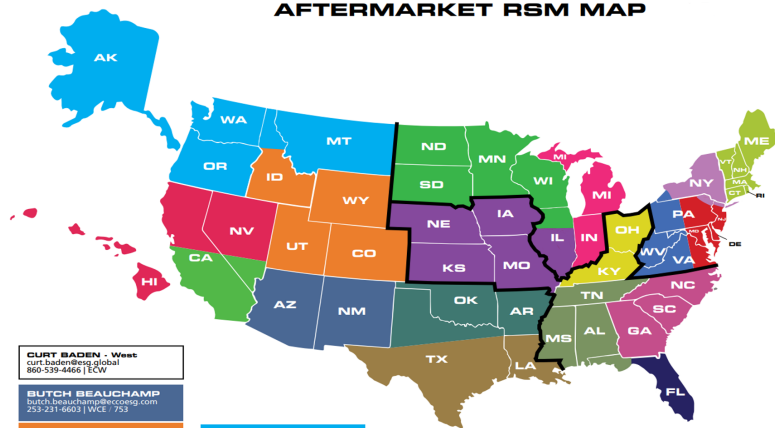 AFTERMARKET RSM MAP
AK
WA
MT
OR
ID
WY
NV
UT
CO
CA
HI
AZ
NM
ND
MN
SD
WI
MI
MI
NE
IA
IL
IN
OH
KS
MO
KY
WV
VA
PA
NY
VT
NH
ME
MA
CT
RI
NJ
MD
DE
OK
AR
TN
NC
SC
MS
AL
GA
TX
LA
FL
CURT BADEN - West
curt.baden@esg.global
860-539-4466 | ECW
BUTCH BEAUCHAMP
butch.beauchamp@eccoesg.com
253-231-6603 | WCE / 753